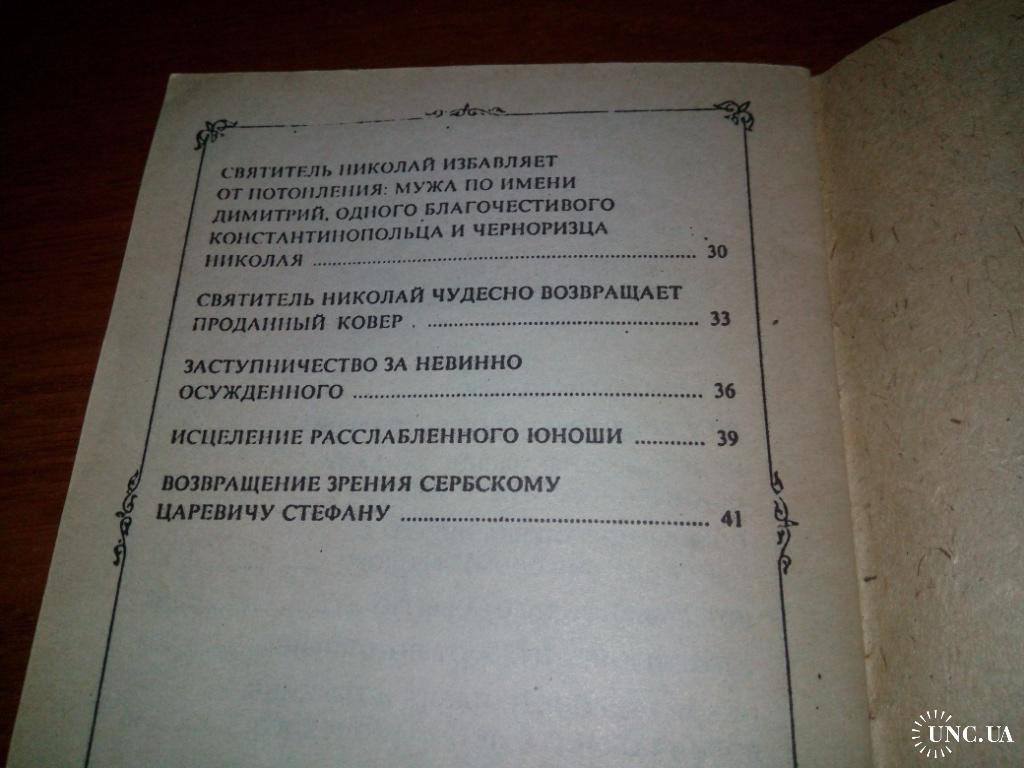 СВЯТИТЕЛЬ НИКОЛАЙ ИЗБАВЛЯЕТ
ОТ ПОТОПЛЕНИЯ: МУЖА ПО ИМЕНИ
ДИМИТРИЙ, ОДНОГО БЛАГОЧЕСТИВОГО
КОНСТАНТИНОПОЛЬЦА И ЧЕРНОРИЗЦА
НИКОЛАЯ ........................................................ 30
СВЯТИТЕЛЬ НИКОЛАЙ ЧУДЕСНО ВОЗВРАЩАЕТ
ПРОДАННЫЙ КОВЕР ........................................ 33
ЗАСТУПНИЧЕСТВО ЗА НЕВИННО
ОСУЖДЕННОГО .................................................. 36
ИСЦЕЛЕНИЕ РАССЛАБЛЕННОГО ЮНОШИ .......... 39
ВОЗВРАЩЕНИЕ ЗРЕНИЯ СЕРБСКОМУ
ЦАРЕВИЧУ СТЕФАНУ .......................................... 41
UNC.UA